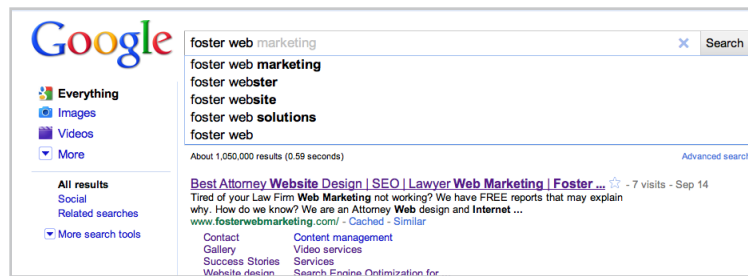 Google
foster web marketing
Search
foster web marketing
foster webster
foster website
foster web solutions
foster web
Everything
Images
Videos
More
All results
Social
Related searches
More search tools
About 1,050,000 results (0.59 seconds)
Advanced search
Best Attorney Website Design | SEO | Lawyer Web Marketing | Foster ... - 7 visits - Sep 14
Tired of your Law Firm Web Marketing not working? We have FREE reports that may explain
why. How do we know? We are an Attorney Web design and Internet ...
www.fosterwebmarketing.com/ - Cached - Similar
Contact Content management
Gallery Video services
Success Stories Services
Website design Search Engine Optimization for